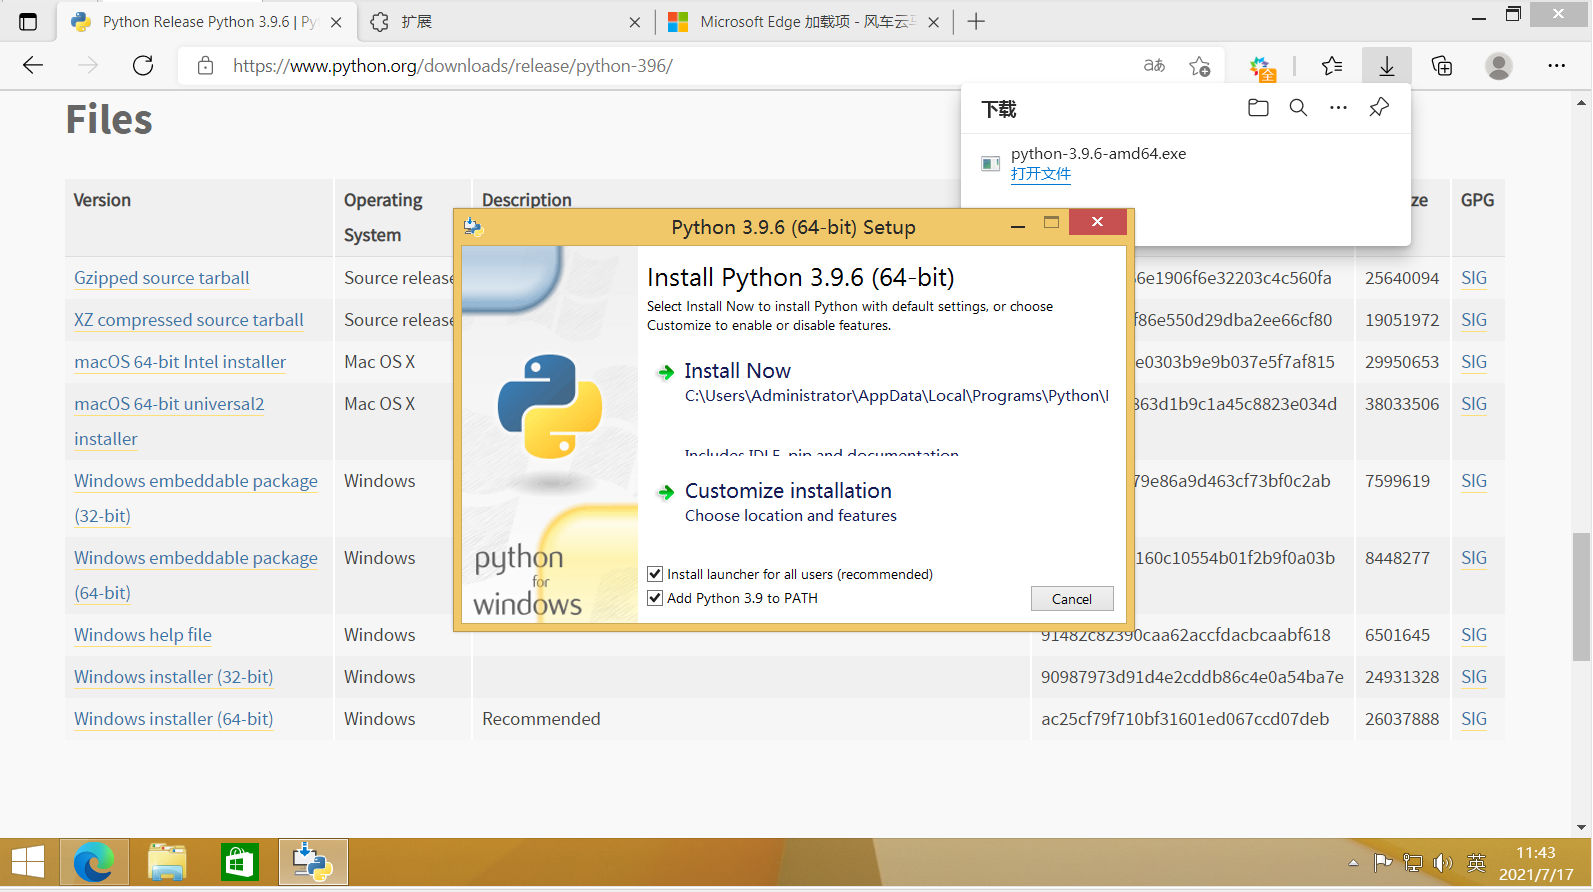 Python Release Python 3.9.6 | Py
扩展
Microsoft Edge 加载项 - 风车云马
https://www.python.org/downloads/release/python-396/
aあ
全
Files
下载
python-3.9.6-amd64.exe
打开文件
Version
Operating System
Description
ze
GPG
Gzipped source tarball
Source release
6e1906f6e32203c4c560fa
25640094
SIG
XZ compressed source tarball
Source release
f86e550d29dba2ee66cf80
19051972
SIG
macOS 64-bit Intel installer
Mac OS X
e0303b9e9b037e5f7af815
29950653
SIG
macOS 64-bit universal2 installer
Mac OS X
863d1b9c1a45c8823e034d
38033506
SIG
Windows embeddable package (32-bit)
Windows
79e86a9d463cf73bf0c2ab
7599619
SIG
Windows embeddable package (64-bit)
Windows
160c10554b01f2b9f0a03b
8448277
SIG
Windows help file
Windows
91482c82390caa62accfdacbcaabf618
6501645
SIG
Windows installer (32-bit)
Windows
90987973d91d4e2cddb86c4e0a54ba7e
24931328
SIG
Windows installer (64-bit)
Windows
Recommended
ac25cf79f710bf31601ed067ccd07deb
26037888
SIG
Python 3.9.6 (64-bit) Setup
Install Python 3.9.6 (64-bit)
Select Install Now to install Python with default settings, or choose
Customize to enable or disable features.
Install Now
C:\Users\Administrator\AppData\Local\Programs\Python\
Includes IDLE, pip and documentation
Customize installation
Choose location and features
Install launcher for all users (recommended)
Add Python 3.9 to PATH
Cancel
python
for
windows
英
11:43
2021/7/17